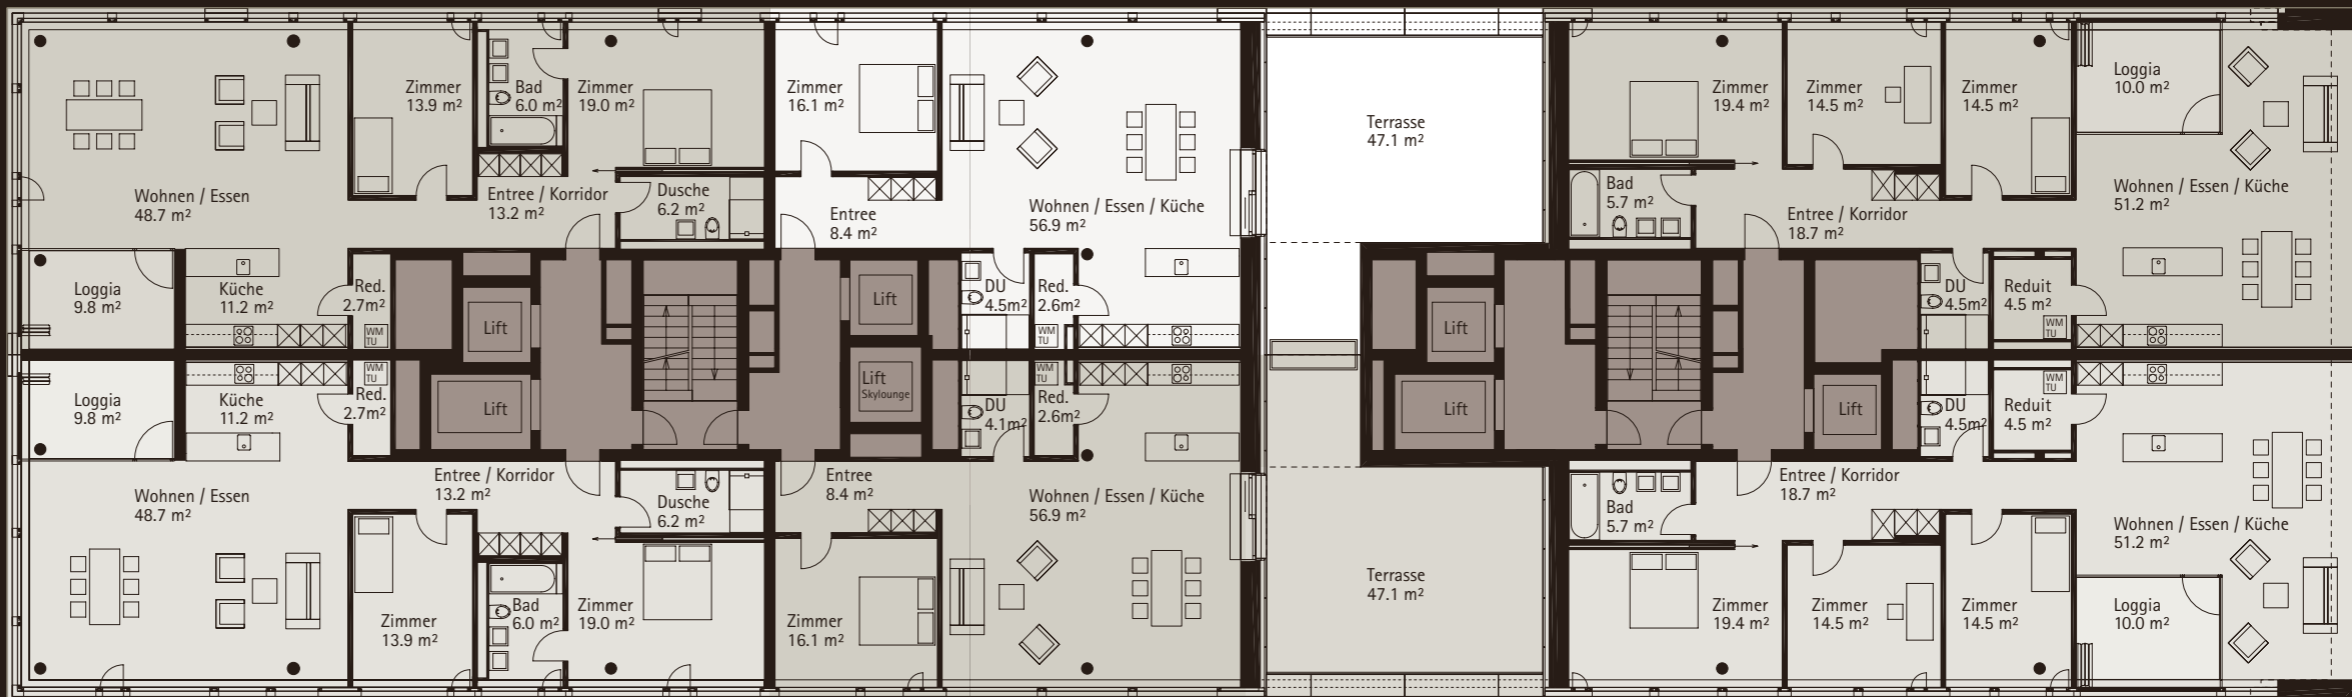 Zimmer
13.9 m²
Bad
6.0 m²
Zimmer
19.0 m²
Zimmer
16.1 m²
Terrasse
47.1 m²
Zimmer
19.4 m²
Zimmer
14.5 m²
Zimmer
14.5 m²
Loggia
10.0 m²
Wohnen / Essen
48.7 m²
Entree / Korridor
13.2 m²
Dusche
6.2 m²
Entree
8.4 m²
Wohnen / Essen / Küche
56.9 m²
Bad
5.7 m²
Entree / Korridor
18.7 m²
Wohnen / Essen / Küche
51.2 m²
Loggia
9.8 m²
Küche
11.2 m²
Red.
2.7m²
WM
TU
Lift
Lift
DU
4.5m²
Red.
2.6m²
WM
TU
Lift
DU
4.5m²
Reduit
4.5 m²
WM
TU
Loggia
9.8 m²
Küche
11.2 m²
WM
TU
Red.
2.7m²
Lift
Lift
Skylounge
DU
4.1m²
WM
TU
Red.
2.6m²
Lift
Lift
DU
4.5m²
Reduit
4.5 m²
WM
TU
Wohnen / Essen
48.7 m²
Entree / Korridor
13.2 m²
Dusche
6.2 m²
Entree
8.4 m²
Wohnen / Essen / Küche
56.9 m²
Bad
5.7 m²
Entree / Korridor
18.7 m²
Wohnen / Essen / Küche
51.2 m²
Zimmer
13.9 m²
Bad
6.0 m²
Zimmer
19.0 m²
Zimmer
16.1 m²
Terrasse
47.1 m²
Zimmer
19.4 m²
Zimmer
14.5 m²
Zimmer
14.5 m²
Loggia
10.0 m²